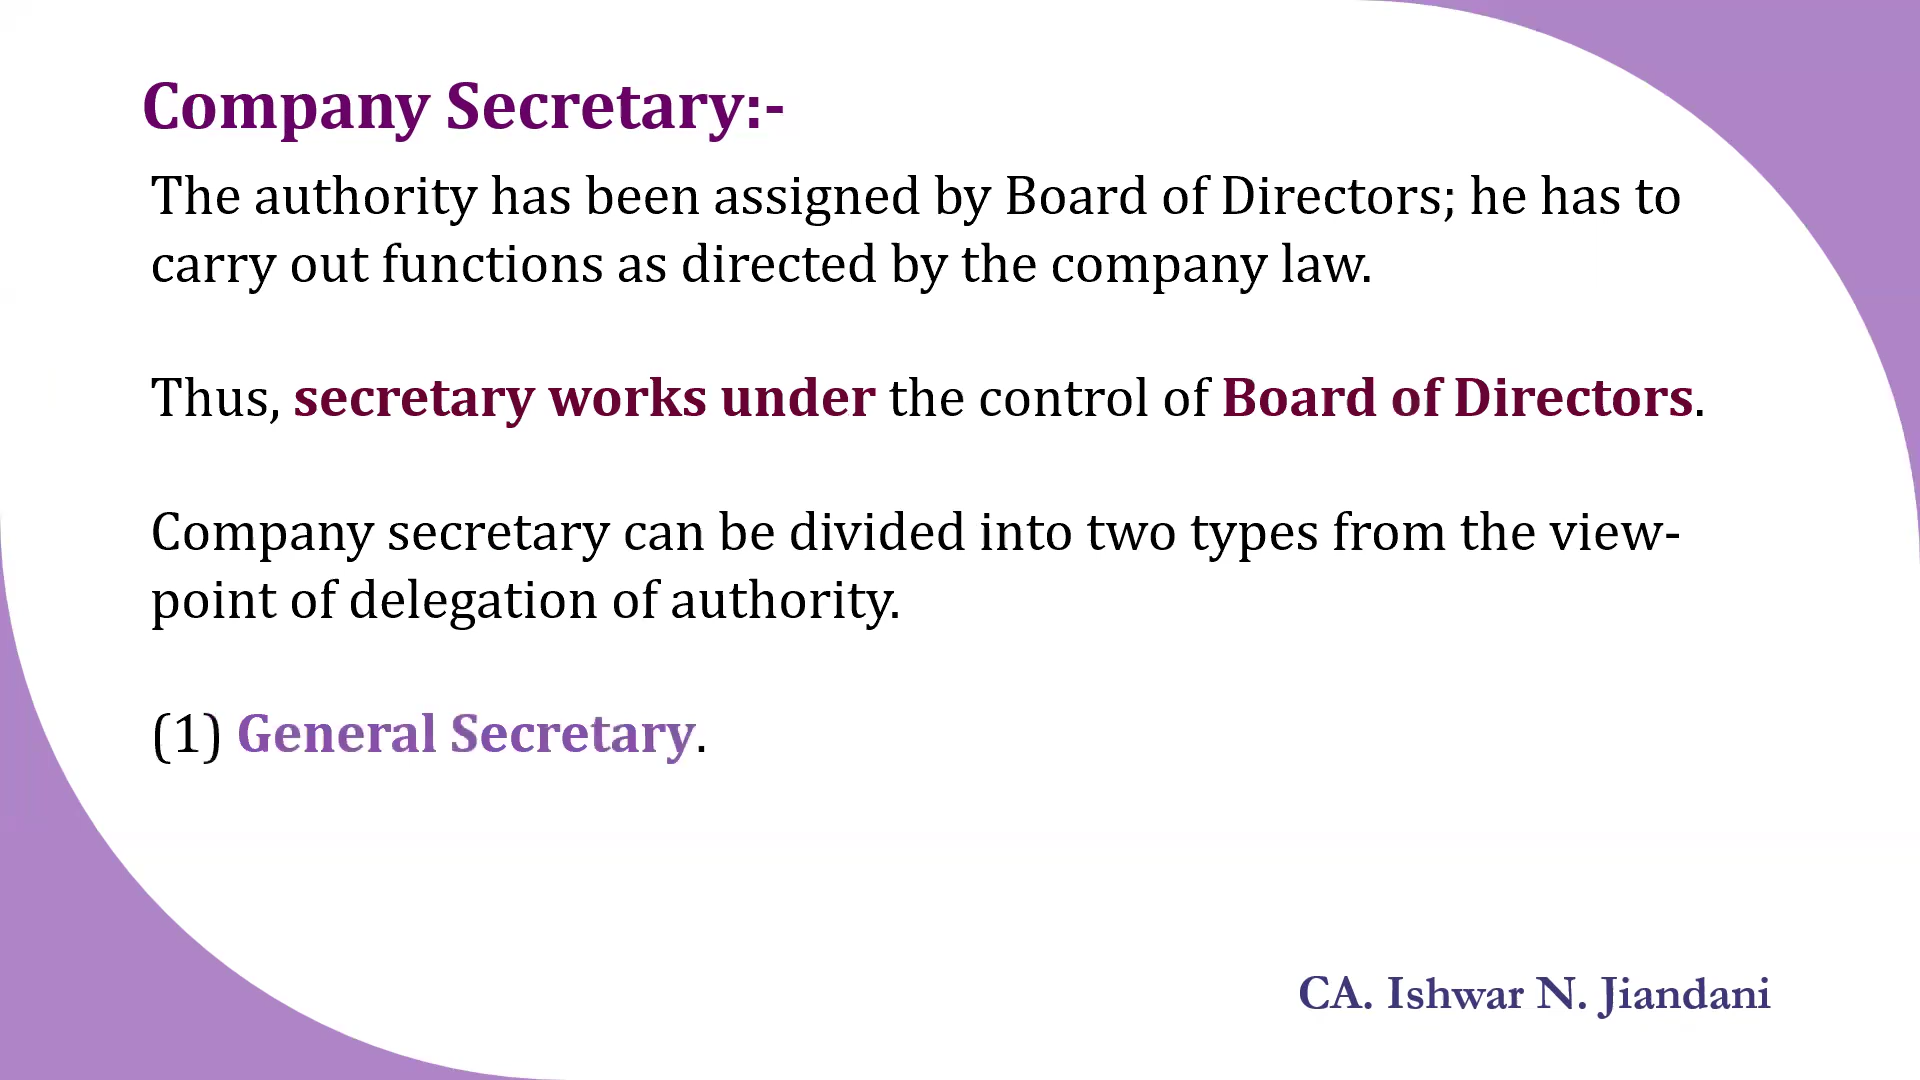 Company Secretary:-
The authority has been assigned by Board of Directors; he has to
carry out functions as directed by the company law.
Thus, secretary works under the control of Board of Directors.
Company secretary can be divided into two types from the view-
point of delegation of authority.
(1) General Secretary.
CA. Ishwar N. Jiandani